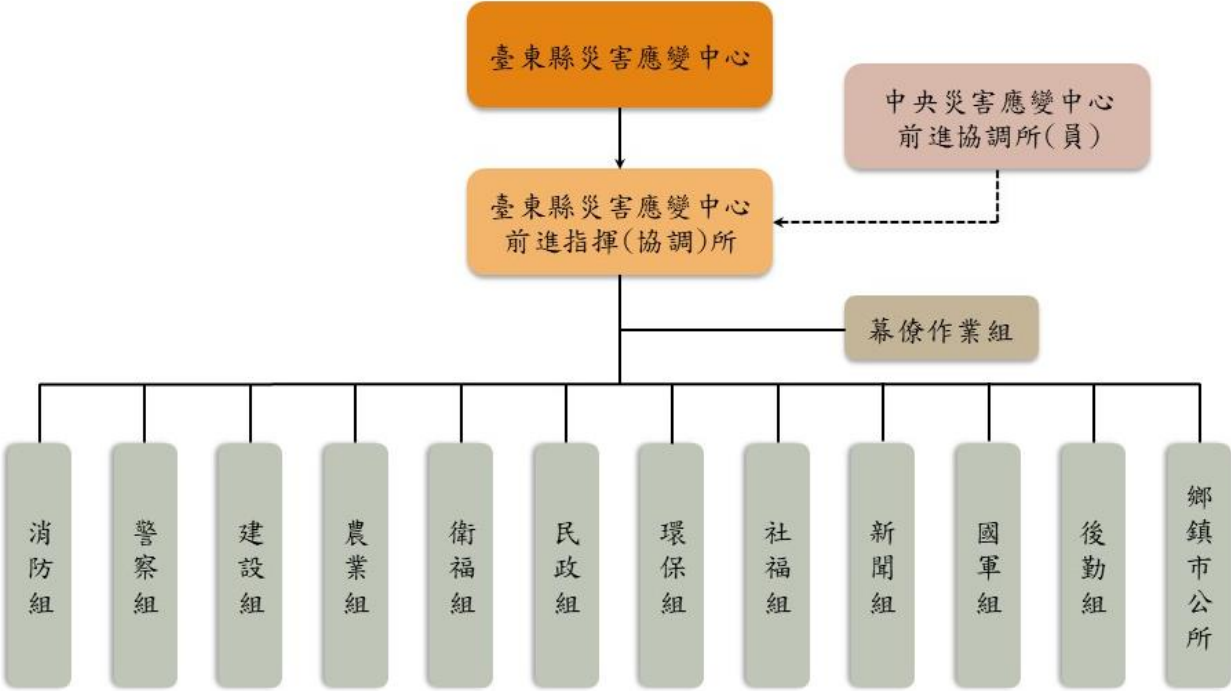 臺東縣災害應變中心
中央災害應變中心
前進協調所(員)
臺東縣災害應變中心
前進指揮(協調)所
幕僚作業組
消防組
警察組
建設組
農業組
衛福組
民政組
環保組
社福組
新聞組
國軍組
後勤組
鄉鎮市公所